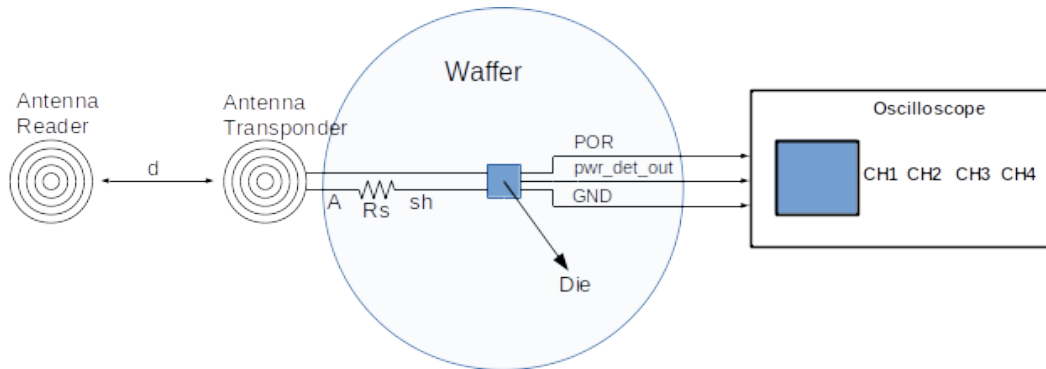 Waffer
Antenna
Reader
Antenna
Transponder
d
A
Rs
sh
POR
pwr_det_out
GND
Die
Oscilloscope
CH1 CH2 CH3 CH4